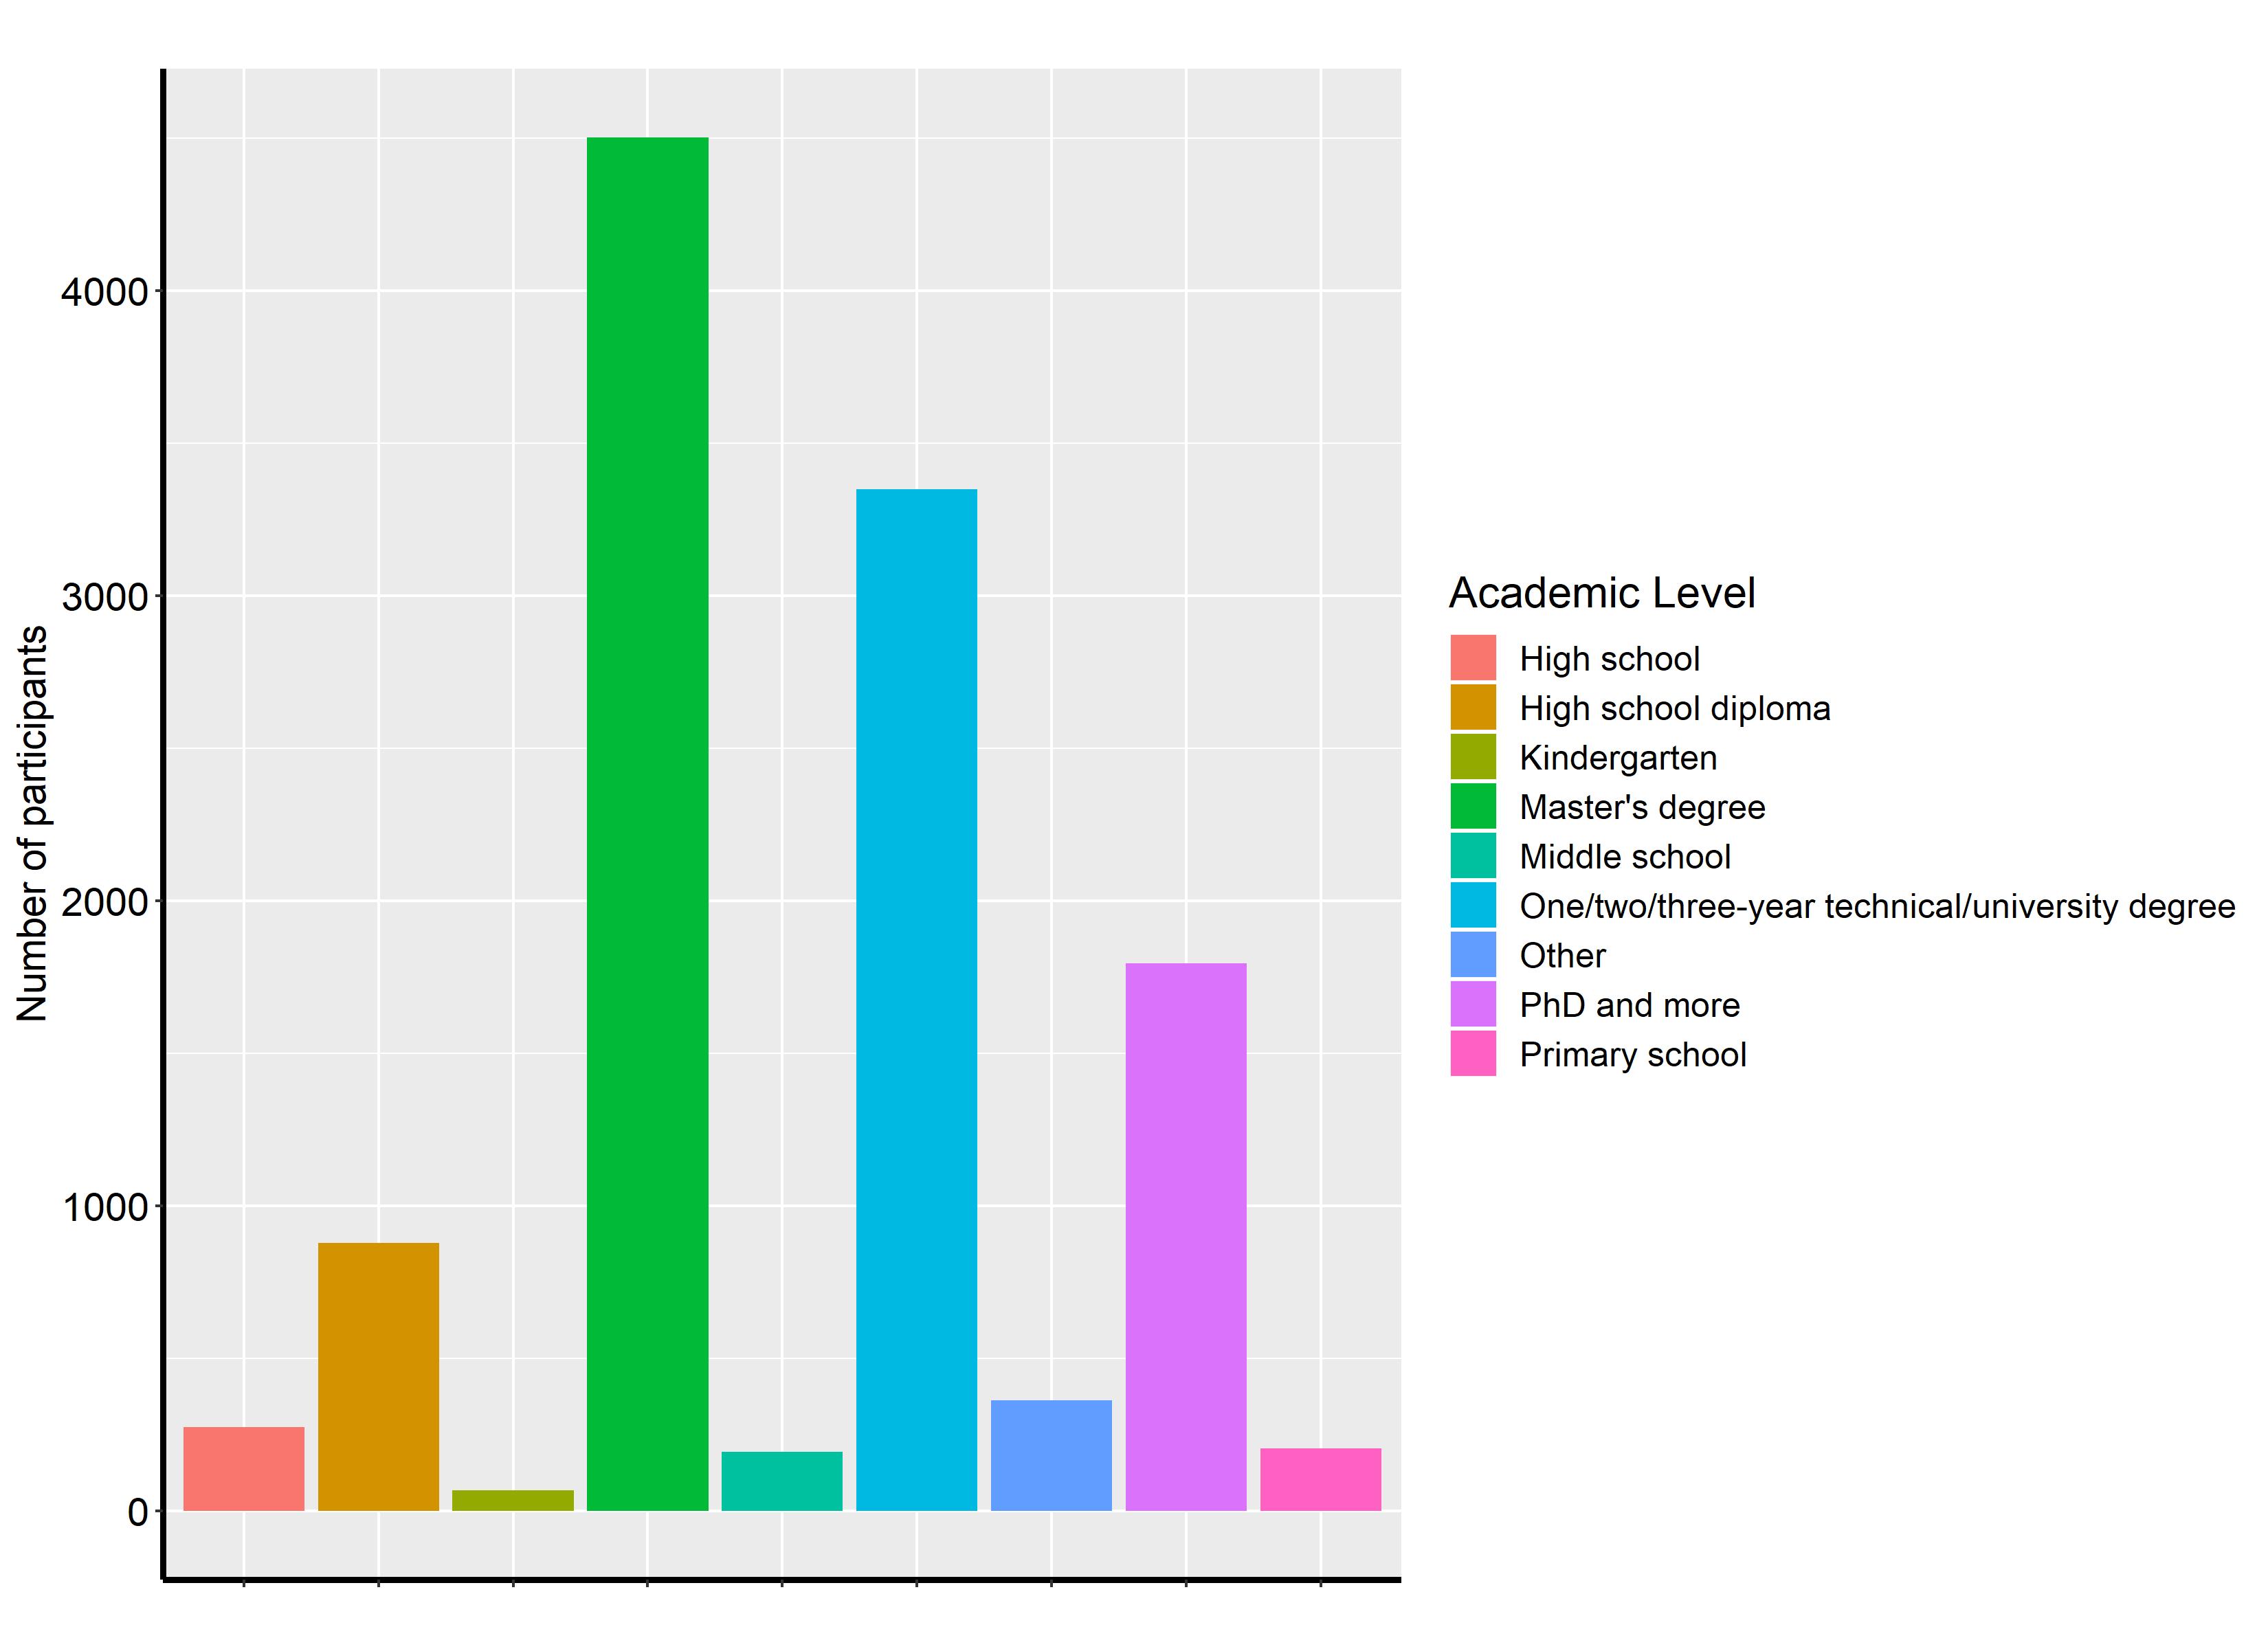 Number of participants
4000
3000
2000
1000
0
Academic Level
High school
High school diploma
Kindergarten
Master's degree
Middle school
One/two/three-year technical/university degree
Other
PhD and more
Primary school